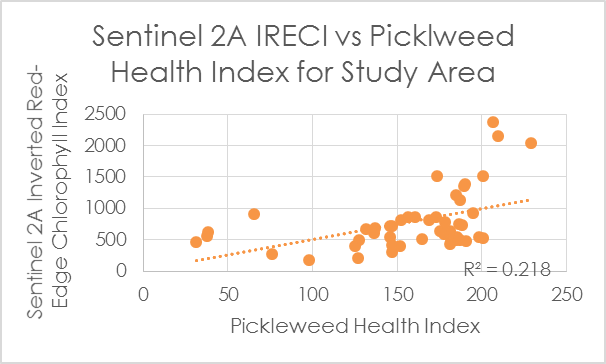 Sentinel 2A IRECI vs Picklweed
Health Index for Study Area
Sentinel 2A Inverted Red-
Edge Chlorophyll Index
2500
2000
1500
1000
500
0
R² = 0.218
0 50 100 150 200 250
Pickleweed Health Index